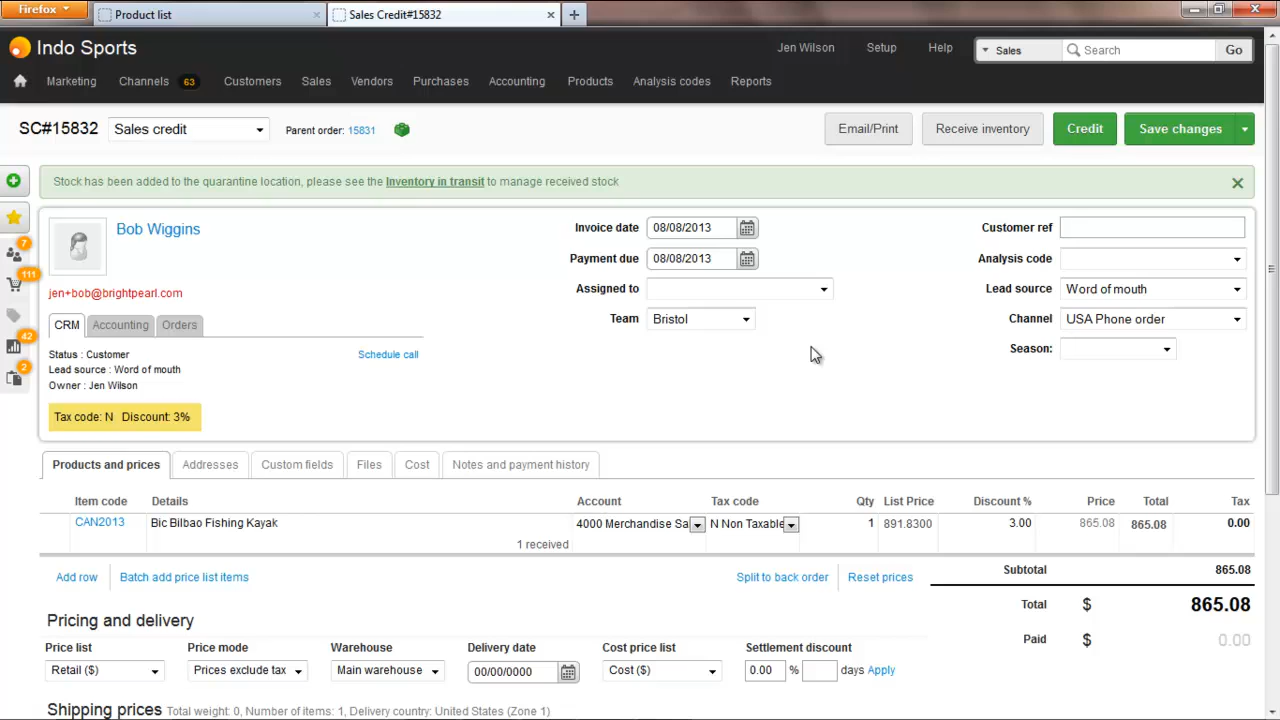 Firefox
Product list
Sales Credit#15832
Indo Sports
Jen Wilson
Setup
Help
Sales
Search
Go
Marketing
Channels 63
Customers
Sales
Vendors
Purchases
Accounting
Products
Analysis codes
Reports
SC#15832
Sales credit
Parent order: 15831
Email/Print
Receive inventory
Credit
Save changes
Stock has been added to the quarantine location, please see the Inventory in transit to manage received stock
7
111
42
2
Bob Wiggins
jen+bob@brightpearl.com
CRM
Accounting
Orders
Status : Customer
Schedule call
Lead source : Word of mouth
Owner : Jen Wilson
Tax code: N Discount: 3%
Invoice date 08/08/2013
Payment due 08/08/2013
Assigned to
Team Bristol
Customer ref
Analysis code
Lead source Word of mouth
Channel USA Phone order
Season:
Products and prices
Addresses
Custom fields
Files
Cost
Notes and payment history
Item code Details Account Tax code Qty List Price Discount % Price Total Tax
CAN2013 Bic Bilbao Fishing Kayak 4000 Merchandise Sa N Non Taxable 1 891.8300 3.00 865.08 865.08 0.00
1 received
Add row
Batch add price list items
Split to back order
Reset prices
Subtotal 865.08
Total $ 865.08
Paid $ 0.00
Pricing and delivery
Price list Price mode Warehouse Delivery date Cost price list Settlement discount
Retail ($) Prices exclude tax Main warehouse 00/00/0000 Cost ($) 0.00 % days Apply
Shipping prices Total weight: 0, Number of items: 1, Delivery country: United States (Zone 1)